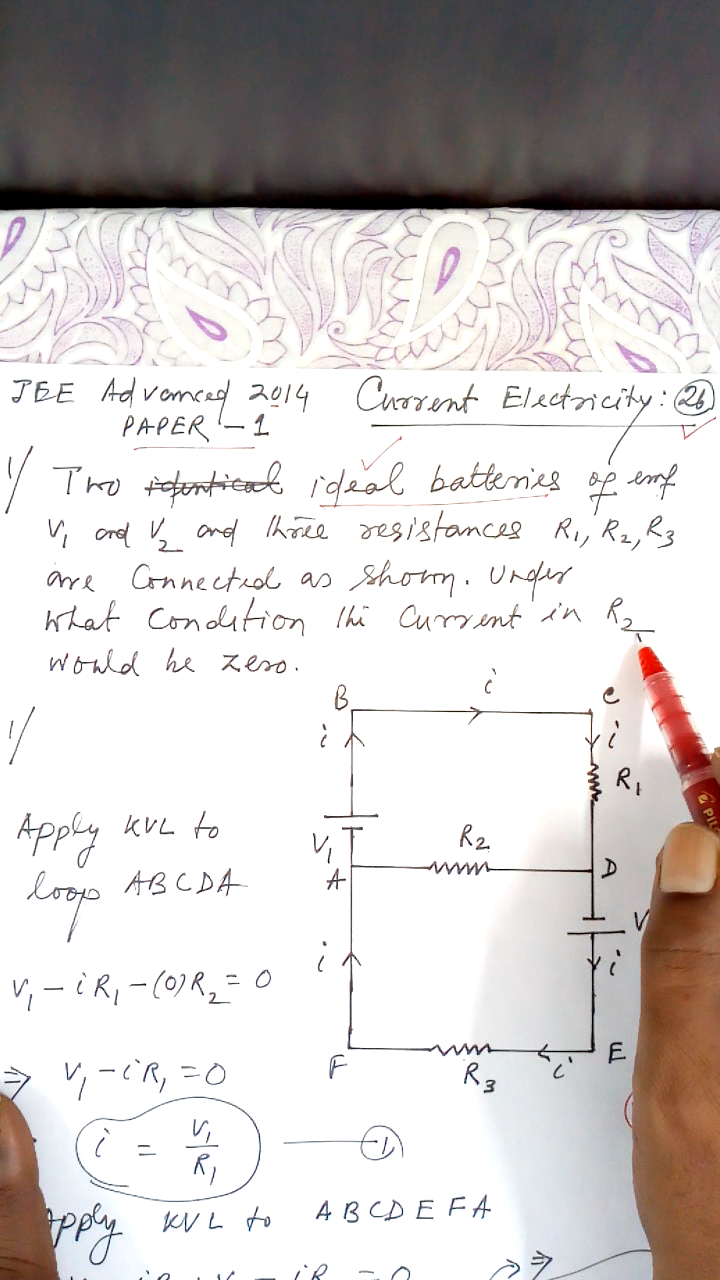 JEE Advanced 2014 Current Electricity: 26
PAPER-1
1/ Two identical ideal batteries of emf
V1 and V2 and three resistances R1, R2, R3
are Connected as shown. Under
what Condition the Current in R2
would be zero.
1/
B i C
i i
R1
Apply KVL to
loop ABCDA
V1 R2
A D
V
V1 - iR1 - (0)R2 = 0
i i
F R3 i E
⇒ V1 - iR1 = 0
i = V1/R1 —1
Apply KVL to ABCDEFA